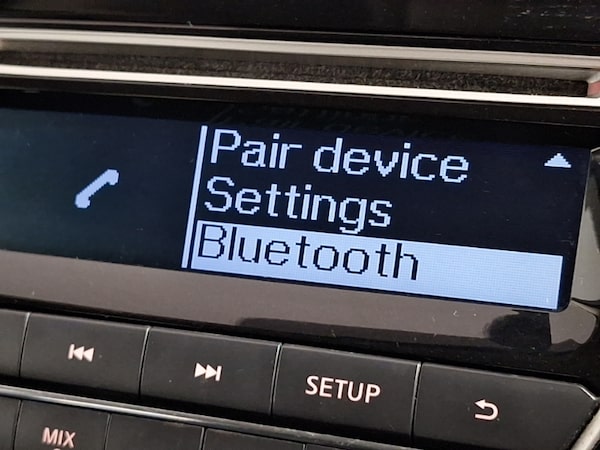 Pair device
Settings
Bluetooth
SETUP
MIX